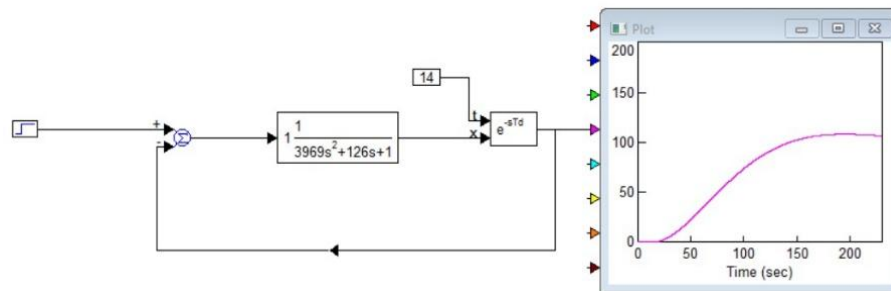 Plot
200
150
100
50
0
0 50 100 150 200
Time (sec)
14
+
-
Σ
1 1
3969s²+126s+1
t
x
e^-sTd